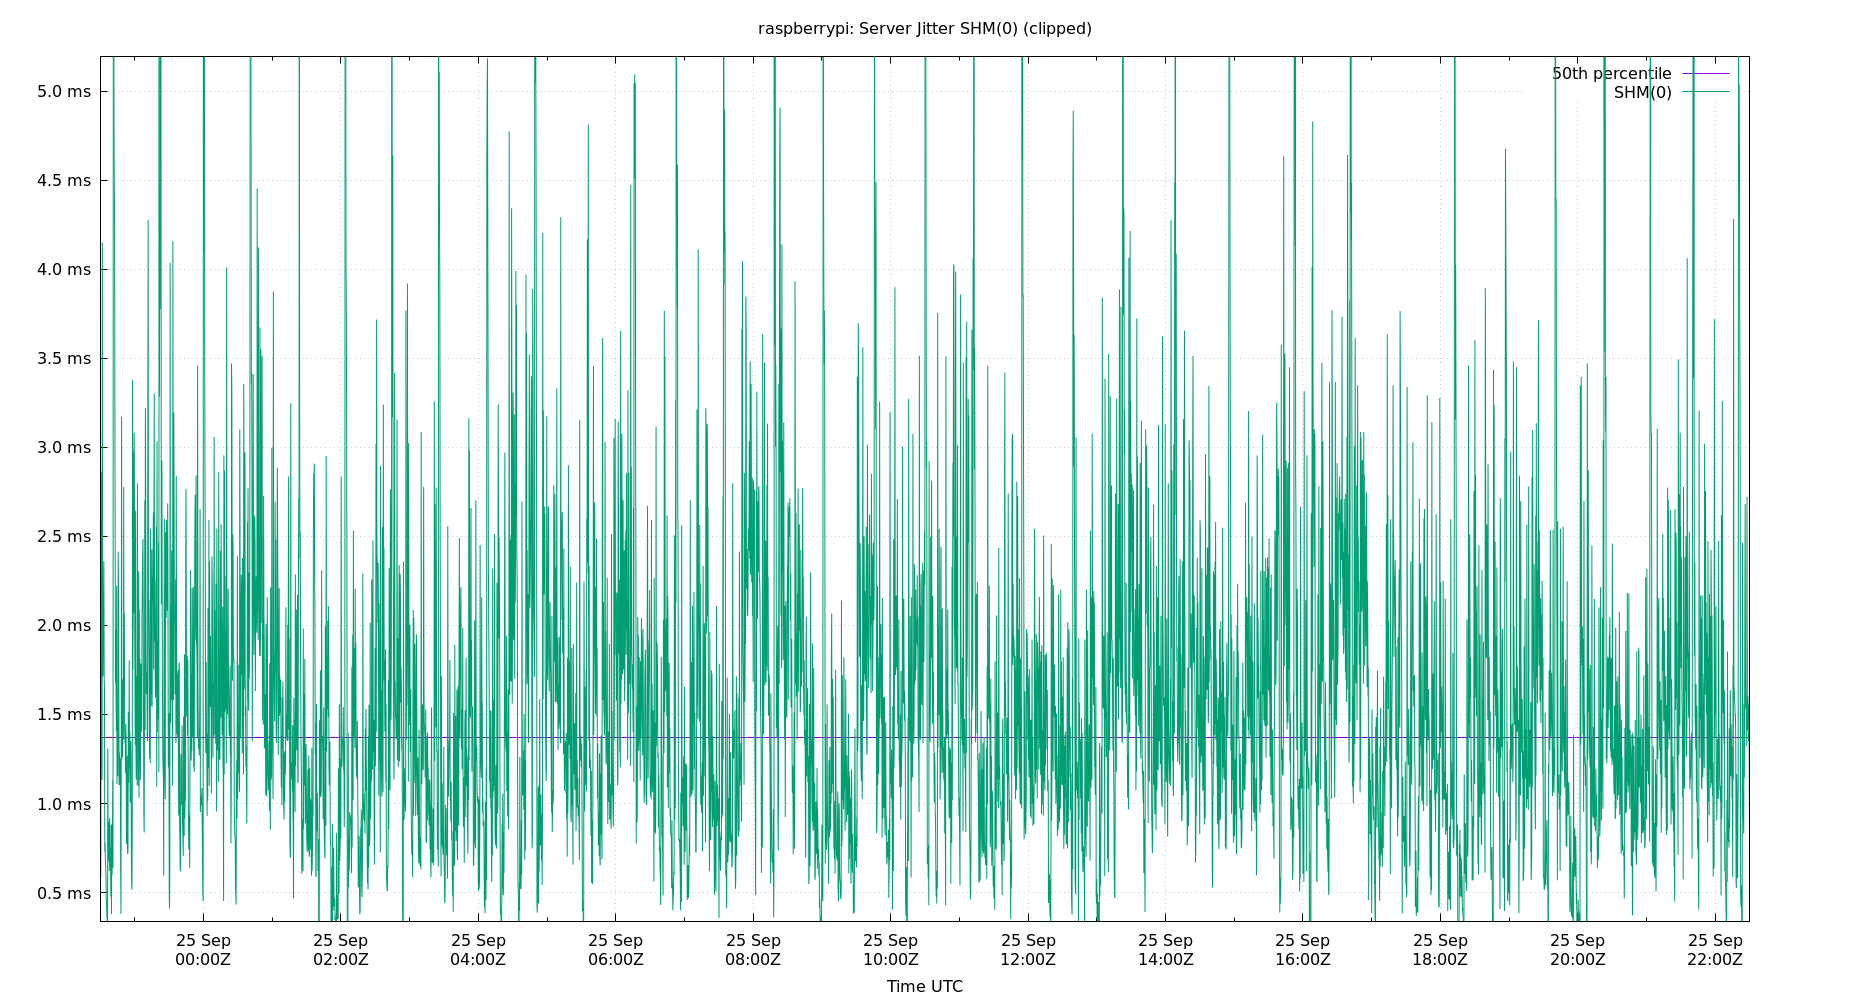 raspberrypi: Server Jitter SHM(0) (clipped)
50th percentile
SHM(0)
5.0 ms
4.5 ms
4.0 ms
3.5 ms
3.0 ms
2.5 ms
2.0 ms
1.5 ms
1.0 ms
0.5 ms
25 Sep 25 Sep 25 Sep 25 Sep 25 Sep 25 Sep 25 Sep 25 Sep 25 Sep 25 Sep 25 Sep 25 Sep
00:00Z 02:00Z 04:00Z 06:00Z 08:00Z 10:00Z 12:00Z 14:00Z 16:00Z 18:00Z 20:00Z 22:00Z
Time UTC